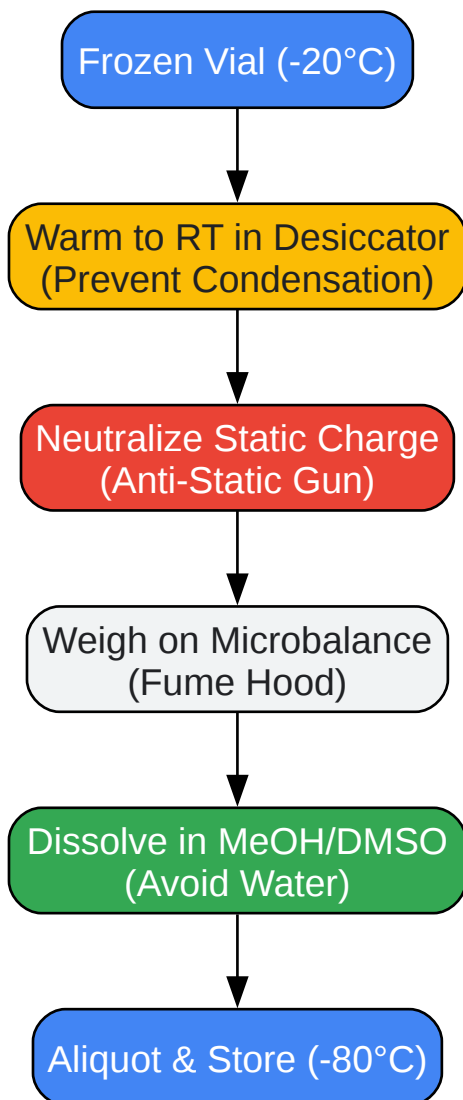 Frozen Vial (-20°C)
Warm to RT in Desiccator
(Prevent Condensation)
Neutralize Static Charge
(Anti-Static Gun)
Weigh on Microbalance
(Fume Hood)
Dissolve in MeOH/DMSO
(Avoid Water)
Aliquot & Store (-80°C)